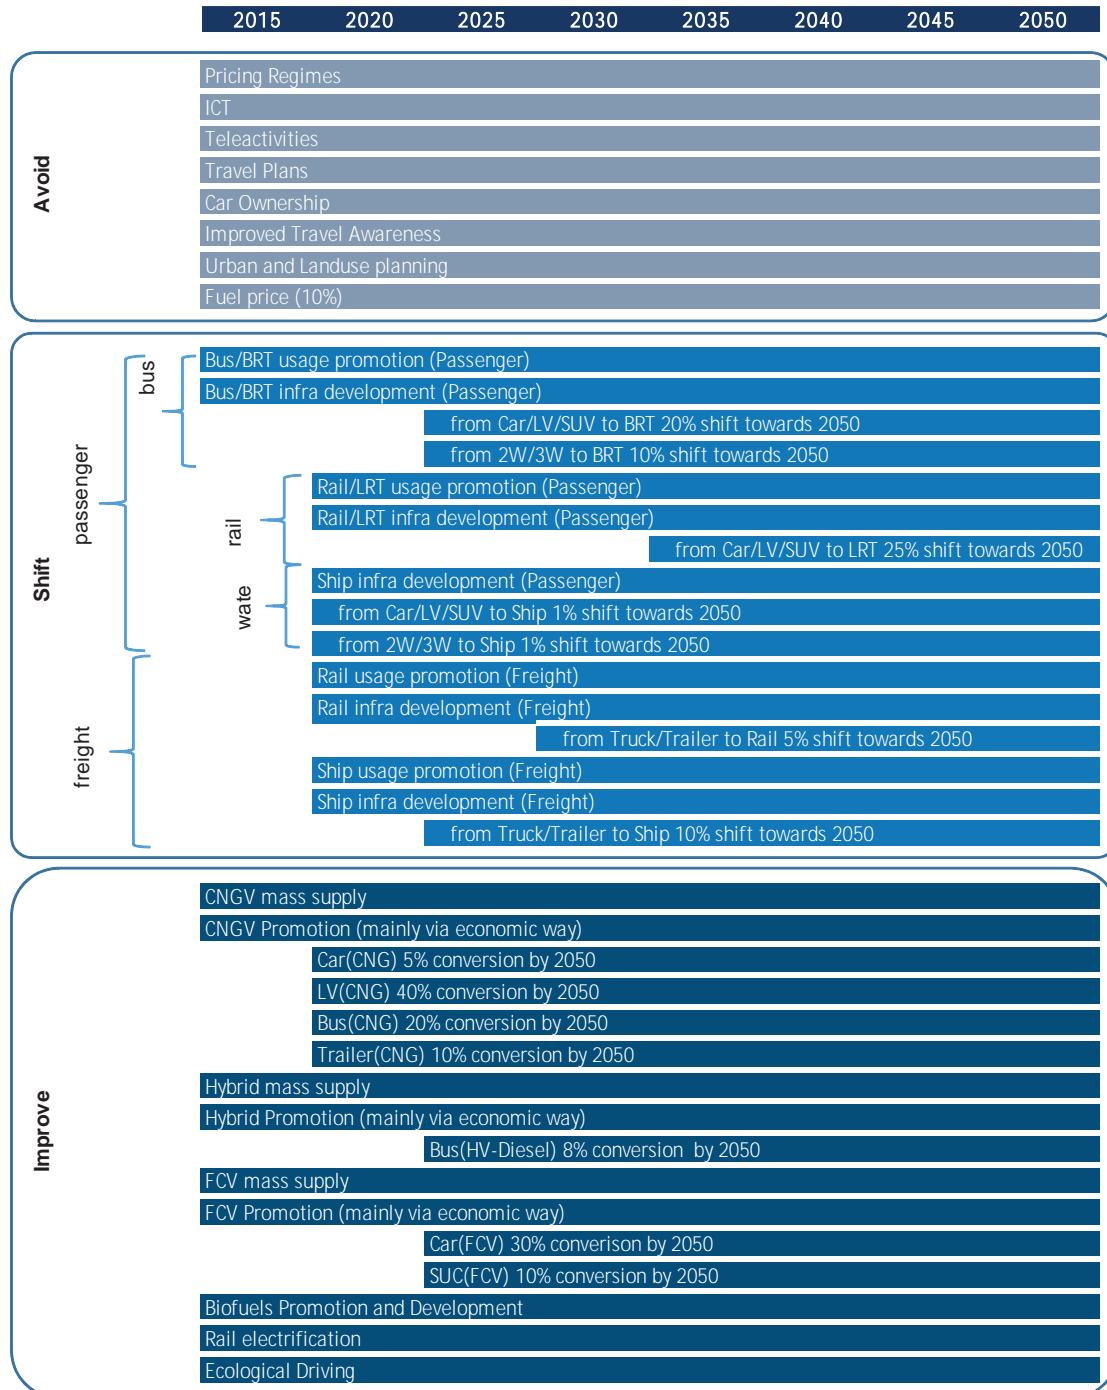 2015 2020 2025 2030 2035 2040 2045 2050
Avoid
Pricing Regimes
ICT
Teleactivities
Travel Plans
Car Ownership
Improved Travel Awareness
Urban and Landuse planning
Fuel price (10%)
Shift
passenger
bus
Bus/BRT usage promotion (Passenger)
Bus/BRT infra development (Passenger)
from Car/LV/SUV to BRT 20% shift towards 2050
from 2W/3W to BRT 10% shift towards 2050
rail
Rail/LRT usage promotion (Passenger)
Rail/LRT infra development (Passenger)
from Car/LV/SUV to LRT 25% shift towards 2050
wate
Ship infra development (Passenger)
from Car/LV/SUV to Ship 1% shift towards 2050
from 2W/3W to Ship 1% shift towards 2050
freight
Rail usage promotion (Freight)
Rail infra development (Freight)
from Truck/Trailer to Rail 5% shift towards 2050
Ship usage promotion (Freight)
Ship infra development (Freight)
from Truck/Trailer to Ship 10% shift towards 2050
Improve
CNGV mass supply
CNGV Promotion (mainly via economic way)
Car(CNG) 5% conversion by 2050
LV(CNG) 40% conversion by 2050
Bus(CNG) 20% conversion by 2050
Trailer(CNG) 10% conversion by 2050
Hybrid mass supply
Hybrid Promotion (mainly via economic way)
Bus(HV-Diesel) 8% conversion by 2050
FCV mass supply
FCV Promotion (mainly via economic way)
Car(FCV) 30% converison by 2050
SUC(FCV) 10% conversion by 2050
Biofuels Promotion and Development
Rail electrification
Ecological Driving